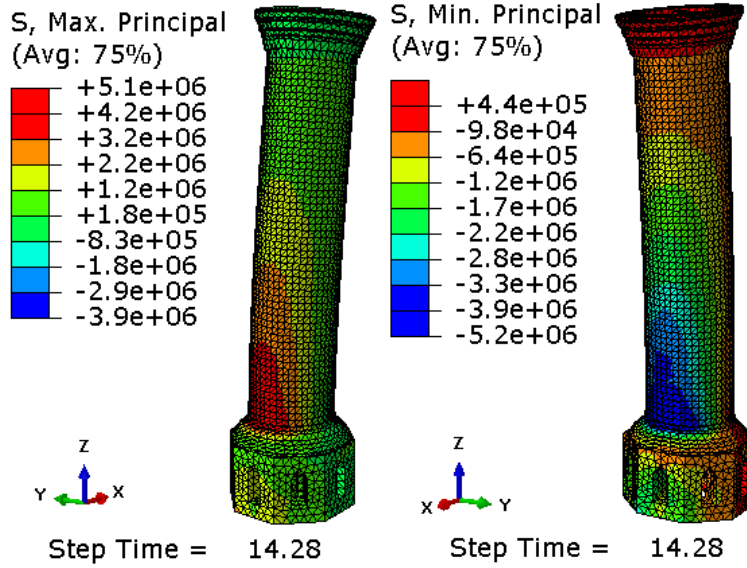 S, Max. Principal
(Avg: 75%)
+5.1e+06
+4.2e+06
+3.2e+06
+2.2e+06
+1.2e+06
+1.8e+05
-8.3e+05
-1.8e+06
-2.9e+06
-3.9e+06
Z
Y
X
Step Time = 14.28
S, Min. Principal
(Avg: 75%)
+4.4e+05
-9.8e+04
-6.4e+05
-1.2e+06
-1.7e+06
-2.2e+06
-2.8e+06
-3.3e+06
-3.9e+06
-5.2e+06
Z
X
Y
Step Time = 14.28